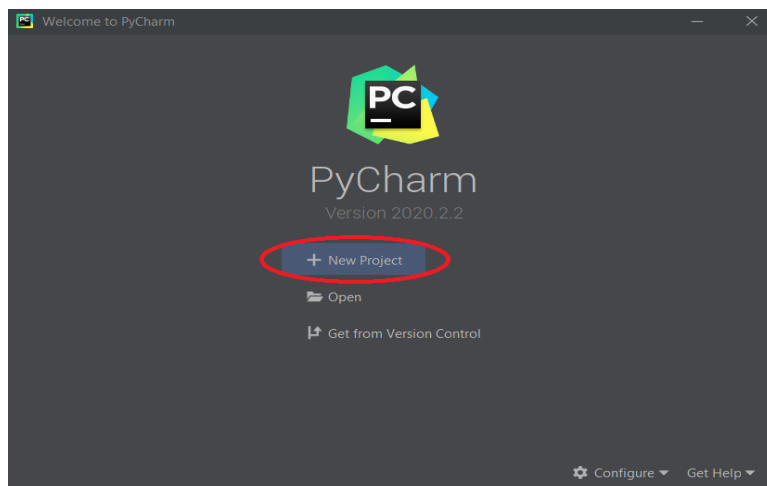 PC Welcome to PyCharm
PC
PyCharm
Version 2020.2.2
New Project
Open
Get from Version Control
Configure Get Help